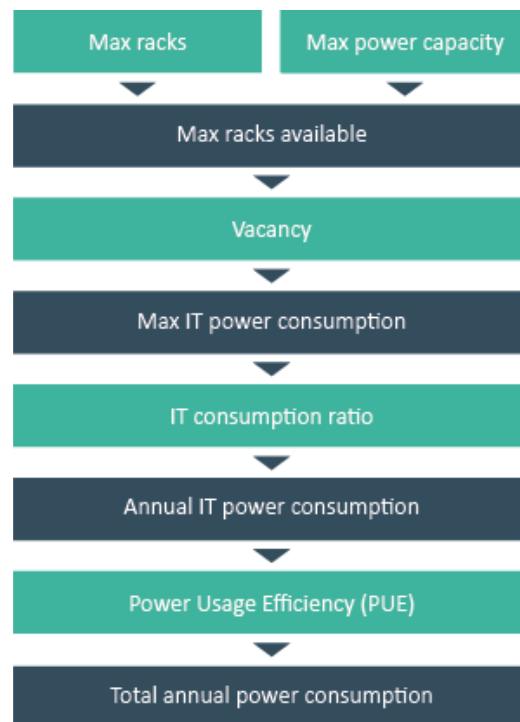 Max racks
Max power capacity
Max racks available
Vacancy
Max IT power consumption
IT consumption ratio
Annual IT power consumption
Power Usage Efficiency (PUE)
Total annual power consumption